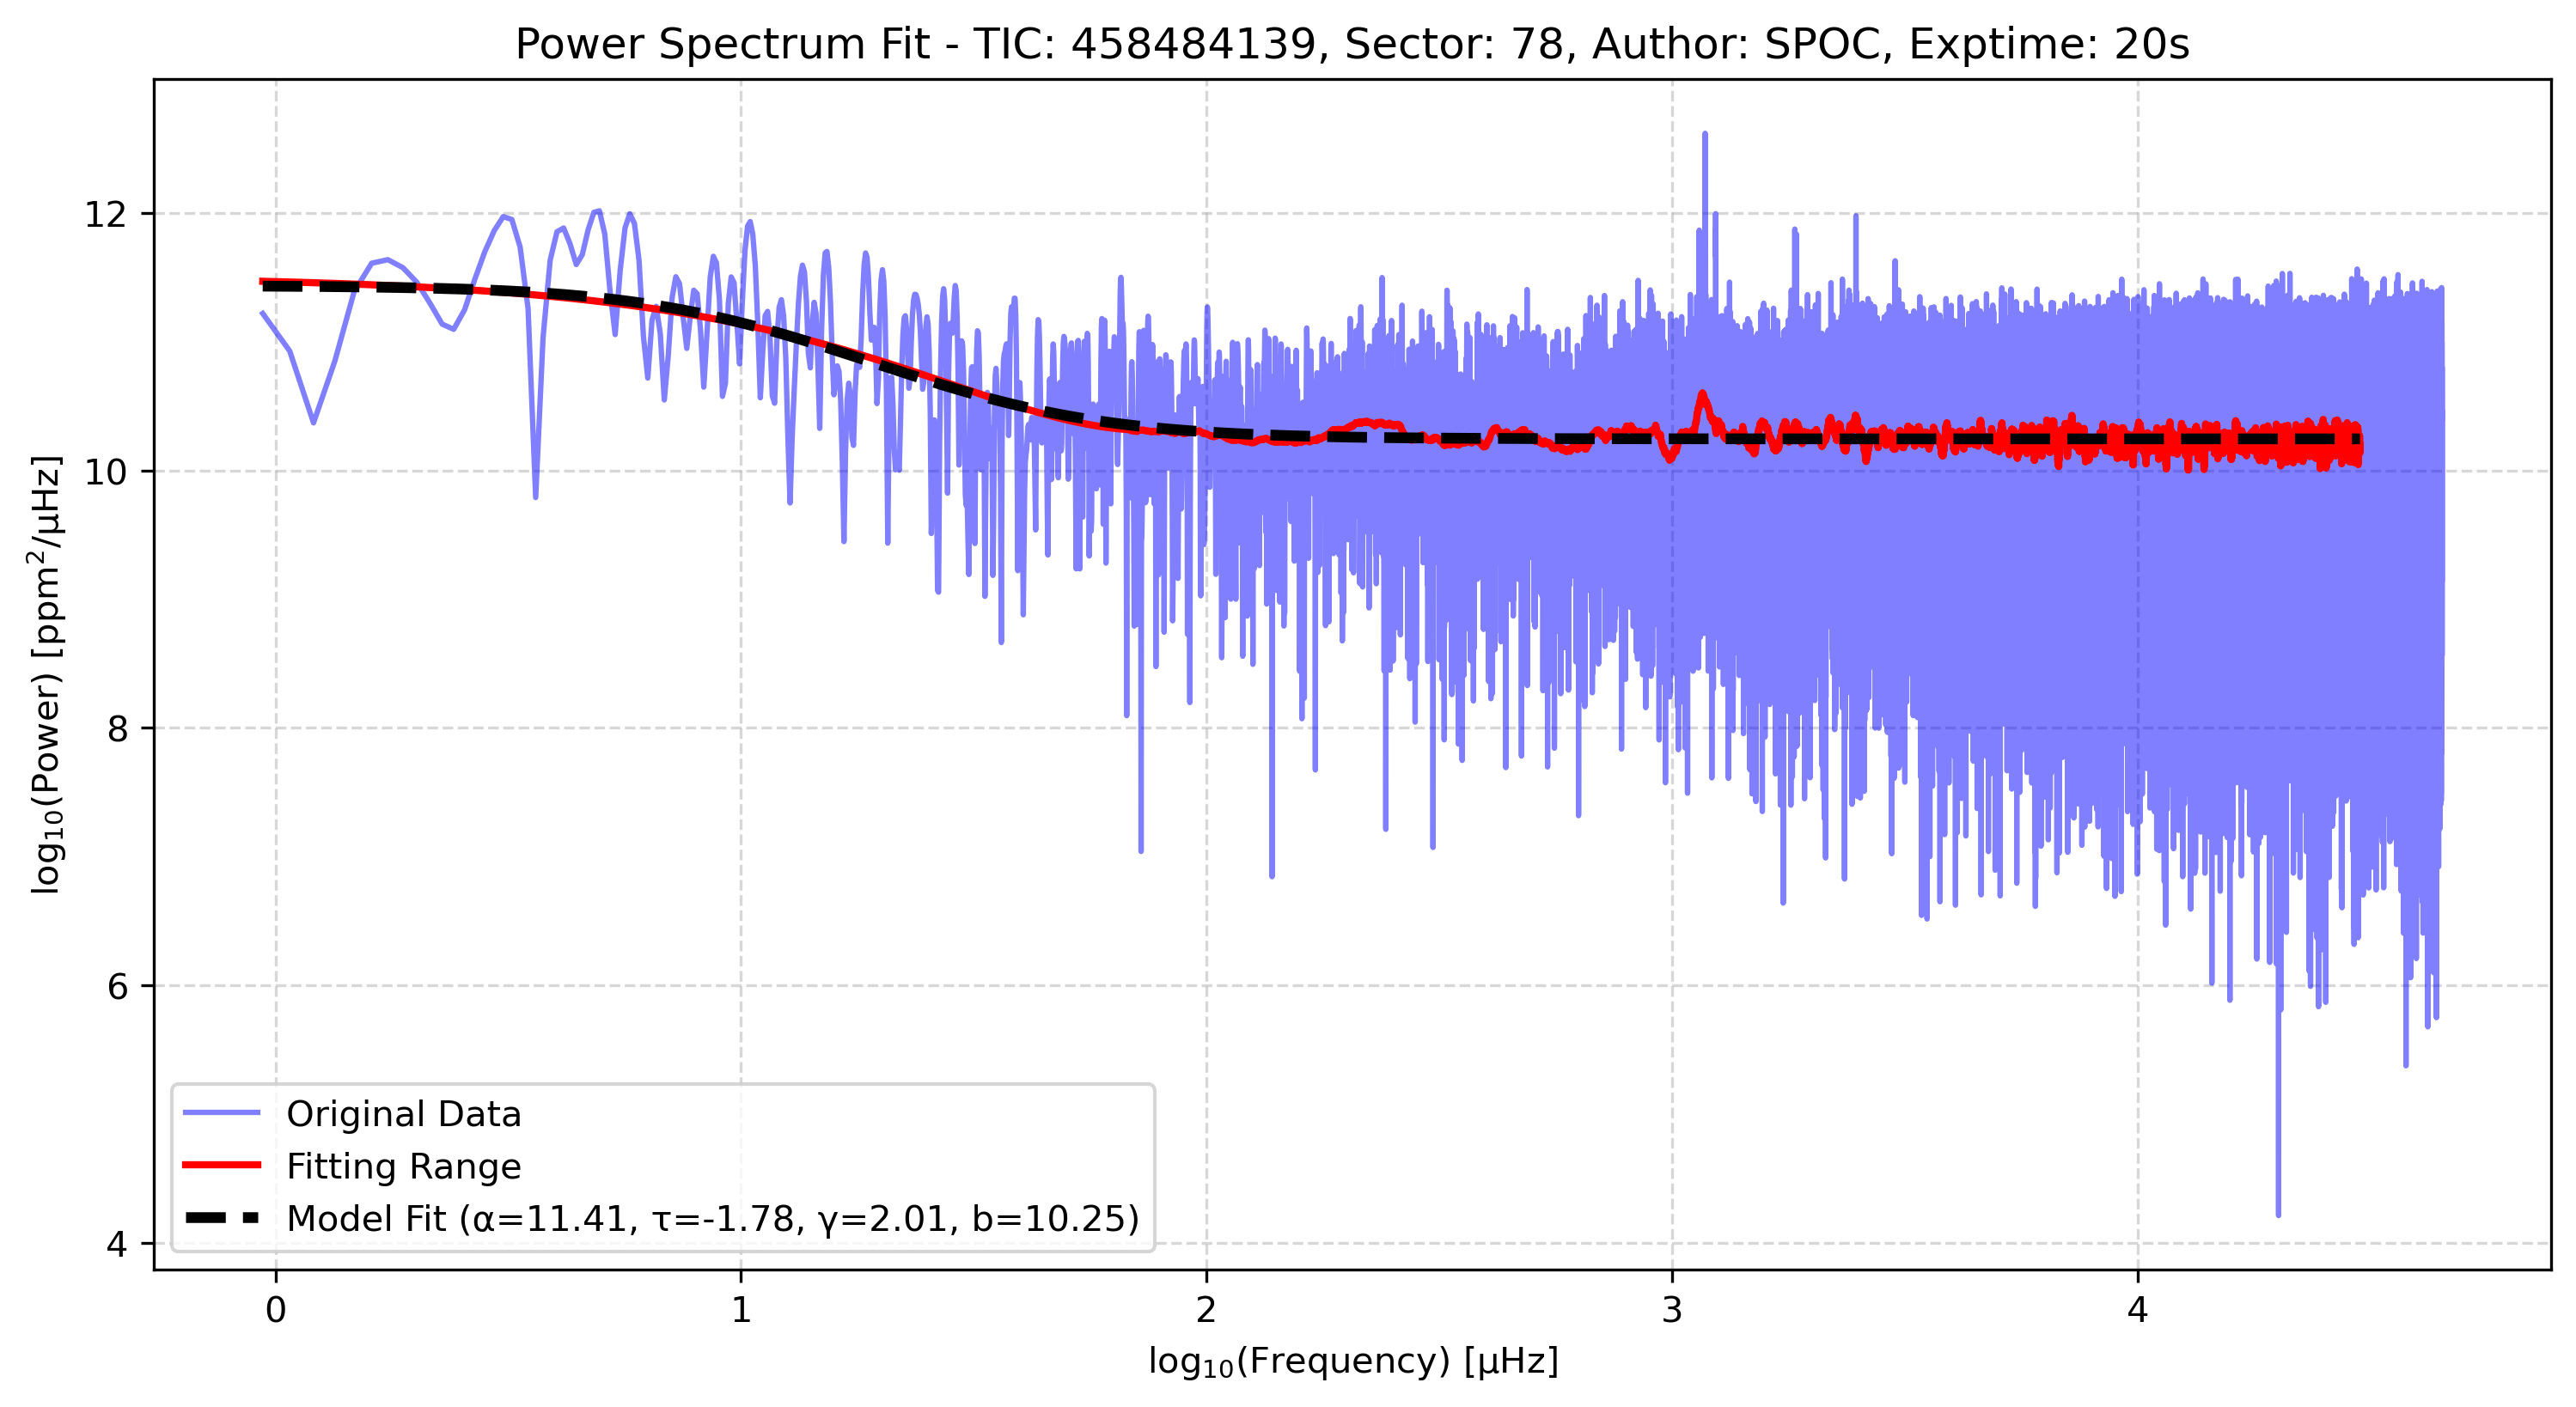 Power Spectrum Fit - TIC: 458484139, Sector: 78, Author: SPOC, Exptime: 20s
log₁₀(Power) [ppm²/μHz]
12
10
8
6
4
Original Data
Fitting Range
Model Fit (α=11.41, τ=-1.78, γ=2.01, b=10.25)
0 1 2 3 4
log₁₀(Frequency) [μHz]